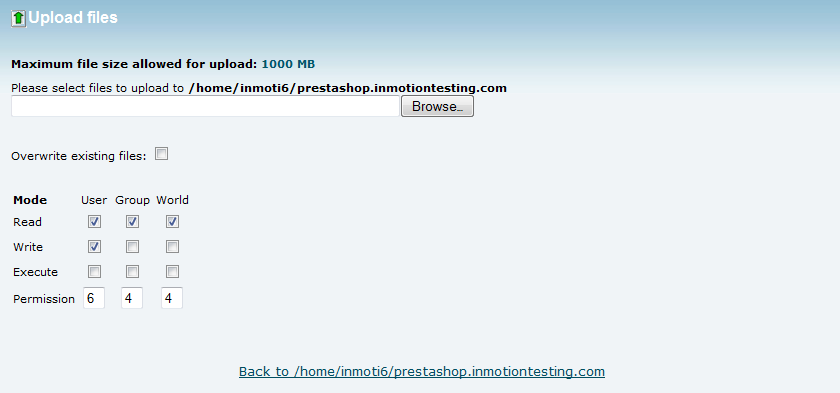 Upload files
Maximum file size allowed for upload: 1000 MB
Please select files to upload to /home/inmoti6/prestashop.inmotiontesting.com
Browse..
Overwrite existing files:
Mode User Group World
Read
Write
Execute
Permission 6 4 4
Back to /home/inmoti6/prestashop.inmotiontesting.com